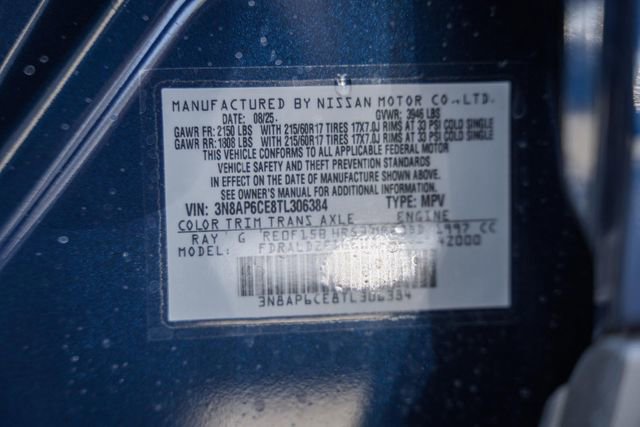 MANUFACTURED BY NISSAN MOTOR CO., LTD.
DATE: 08/25. GVWR: 3946 LBS
GAWR FR: 2150 LBS WITH 215/60R17 TIRES 17X7.0J RIMS AT 33 PSI COLD SINGLE
GAWR RR: 1808 LBS WITH 215/60R17 TIRES 17X7.0J RIMS AT 33 PSI COLD SINGLE
THIS VEHICLE CONFORMS TO ALL APPLICABLE FEDERAL MOTOR
VEHICLE SAFETY AND THEFT PREVENTION STANDARDS
IN EFFECT ON THE DATE OF MANUFACTURE SHOWN ABOVE.
SEE OWNER'S MANUAL FOR ADDITIONAL INFORMATION.
VIN: 3N8AP6CE8TL306384 TYPE: MPV
COLOR TRIM TRANS AXLE ENGINE
RAY G RE0F15B CC
MODEL:
3N8AP6CE8TL306384